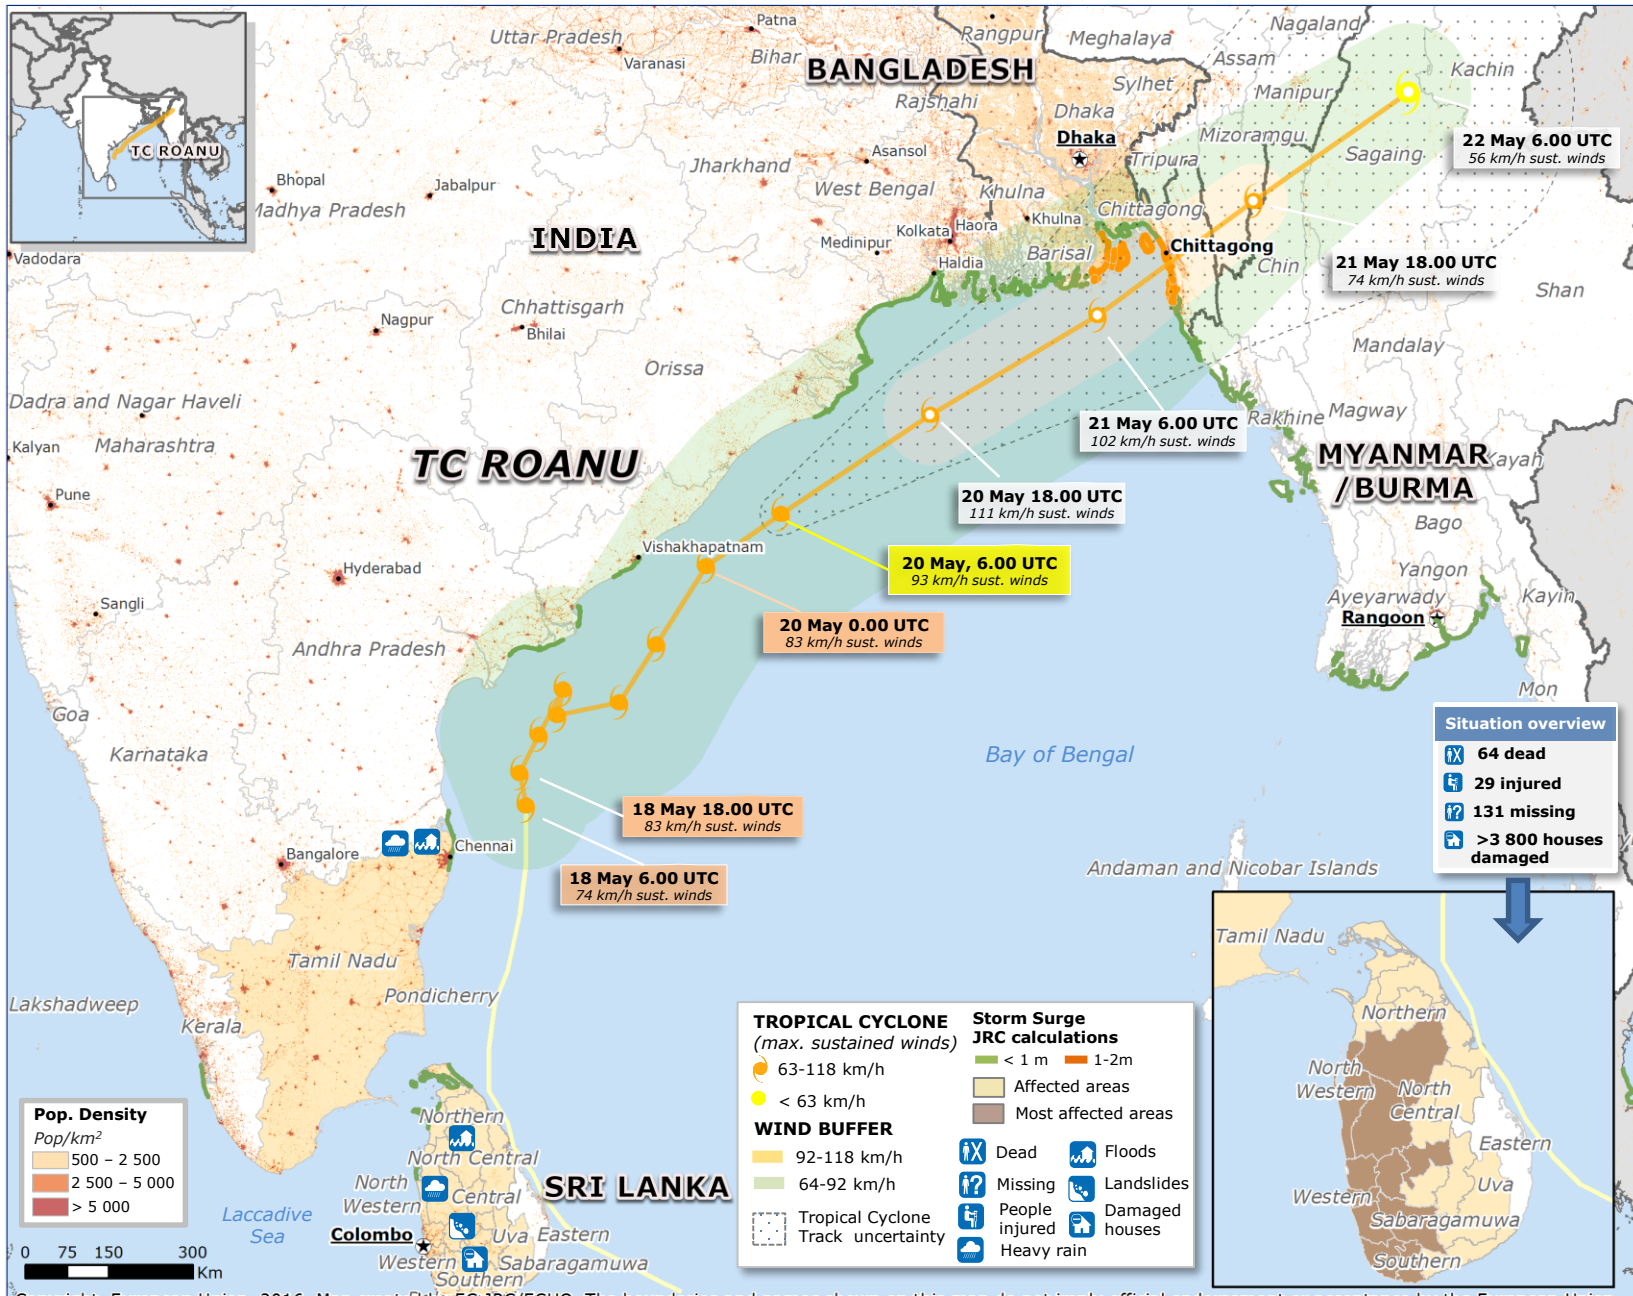 TC ROANU
Patna
Uttar Pradesh
Varanasi
Bihar
BANGLADESH
Rangpur
Meghalaya
Nagaland
Assam
Kachin
Rajshahi
Sylhet
Manipur
Dhaka
Dhaka
Mizoramgu.
22 May 6.00 UTC
56 km/h sust. winds
Asansol
Jharkhand
Tripura
Sagaing
Bhopal
Jabalpur
West Bengal
Khulna
Madhya Pradesh
Khulna
Chittagong
INDIA
Kolkata
Haora
Medinipur
Barisal
Chittagong
Haldia
Chin
21 May 18.00 UTC
74 km/h sust. winds
Vadodara
Shan
Chhattisgarh
Nagpur
Bhilai
Mandalay
Orissa
Dadra and Nagar Haveli
Rakhine
Magway
21 May 6.00 UTC
102 km/h sust. winds
Kalyan
Maharashtra
TC ROANU
MYANMAR
/BURMA
Kayah
Pune
20 May 18.00 UTC
111 km/h sust. winds
Bago
Vishakhapatnam
20 May, 6.00 UTC
93 km/h sust. winds
Hyderabad
Yangon
Sangli
Ayeyarwady
Kayin
Rangoon
20 May 0.00 UTC
83 km/h sust. winds
Andhra Pradesh
Mon
Goa
Karnataka
Bay of Bengal
Situation overview
64 dead
29 injured
131 missing
>3 800 houses
damaged
18 May 18.00 UTC
83 km/h sust. winds
Bangalore
Chennai
18 May 6.00 UTC
74 km/h sust. winds
Andaman and Nicobar Islands
Tamil Nadu
Pondicherry
Lakshadweep
Kerala
Laccadive
Sea
Northern
North Central
North
Western
Central
SRI LANKA
Colombo
Uva
Eastern
Western
Sabaragamuwa
Southern
Pop. Density
Pop/km²
500 – 2 500
2 500 – 5 000
> 5 000
0 75 150 300
Km
TROPICAL CYCLONE
(max. sustained winds)
63-118 km/h
< 63 km/h
WIND BUFFER
92-118 km/h
64-92 km/h
Tropical Cyclone
Track uncertainty
Storm Surge
JRC calculations
< 1 m 1-2m
Affected areas
Most affected areas
Dead
Floods
Missing
Landslides
People
injured
Damaged
houses
Heavy rain
Tamil Nadu
Northern
North
Western
North
Central
Eastern
Western
Uva
Sabaragamuwa
Southern